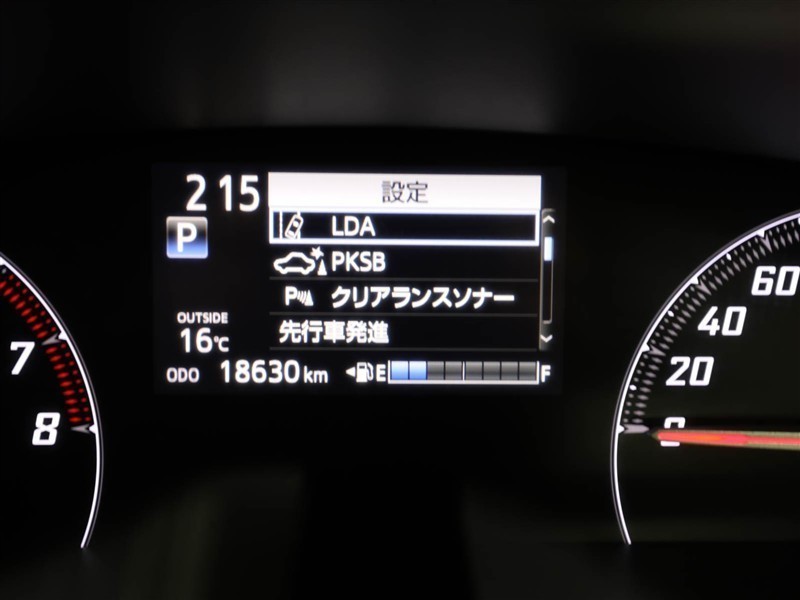 2 15
設定
LDA
P
PKSB
P クリアランスソナー
先行車発進
OUTSIDE
16℃
ODO 18630 km
E F
7
8
60
40
20
0